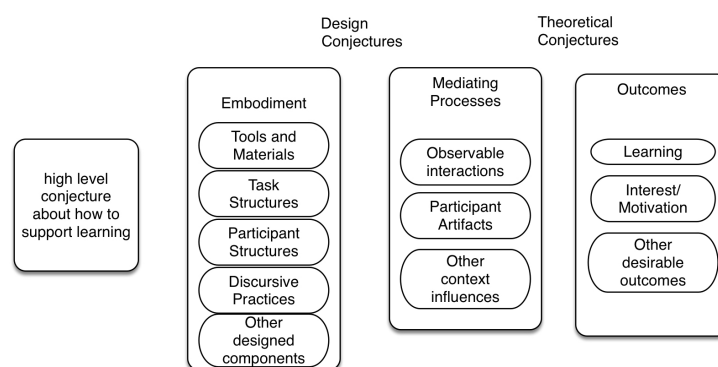 Design
Conjectures
Theoretical
Conjectures
high level
conjecture
about how to
support learning
Embodiment
Tools and
Materials
Task
Structures
Participant
Structures
Discursive
Practices
Other
designed
components
Mediating
Processes
Observable
interactions
Participant
Artifacts
Other
context
influences
Outcomes
Learning
Interest/
Motivation
Other
desirable
outcomes